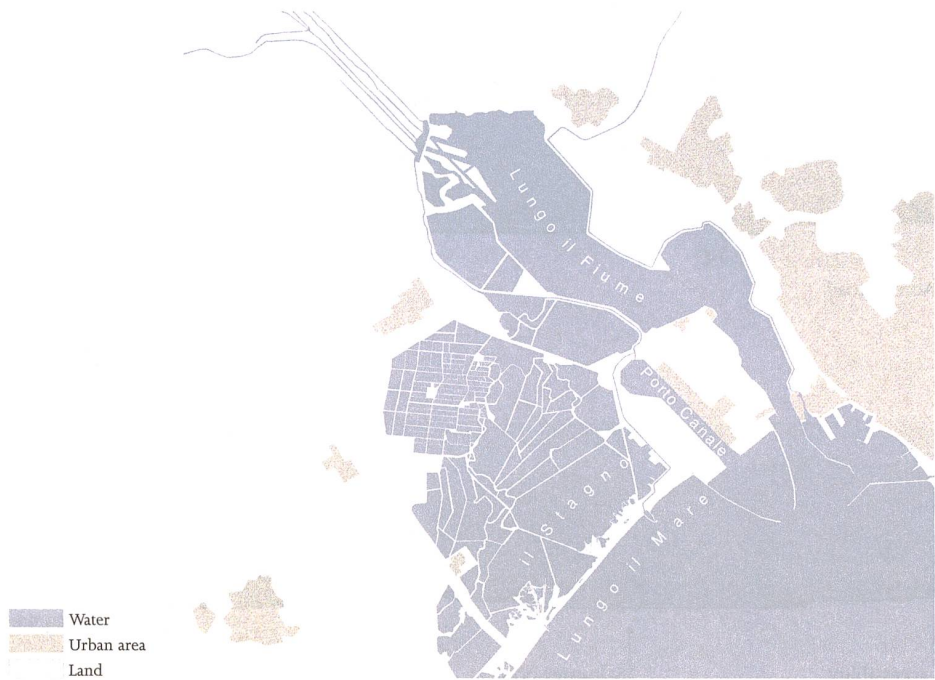 Lungo il Fiume
Porto Canale
il Stagno
Lungo il Mare
Water
Urban area
Land